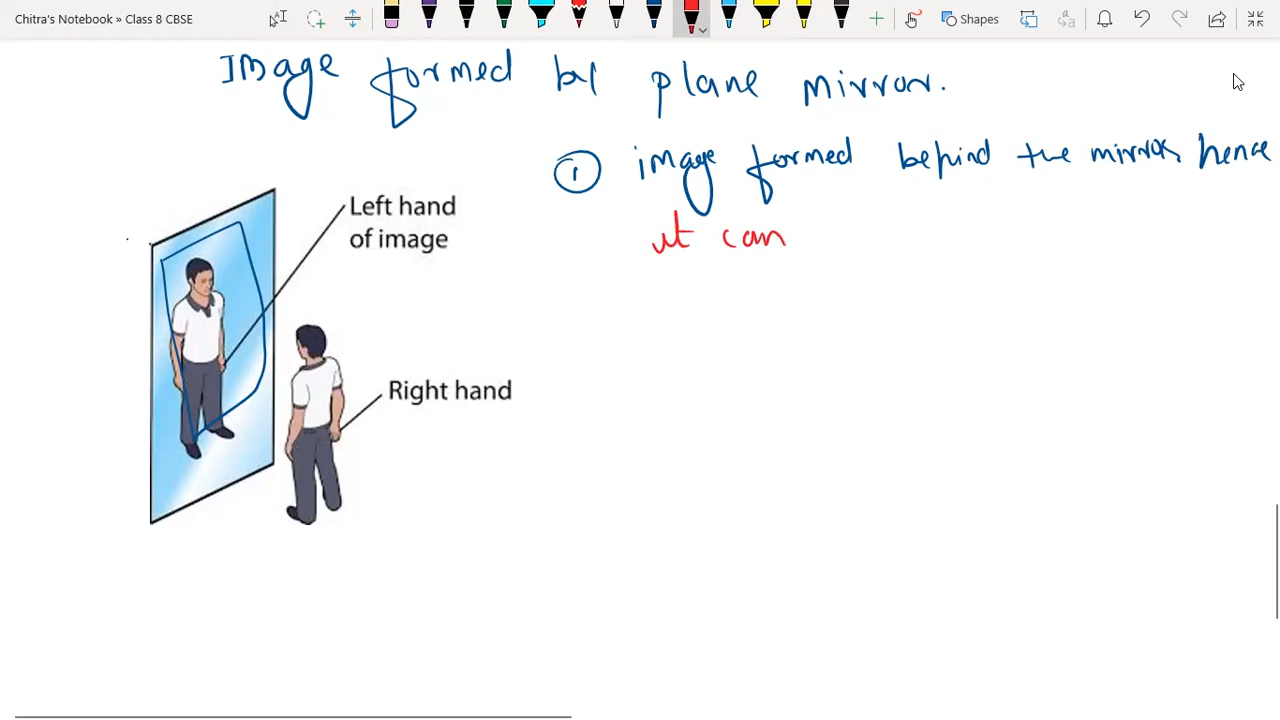 Chitra's Notebook » Class 8 CBSE
Shapes
Image formed by plane mirror.
① image formed behind the mirror, hence
it can
Left hand
of image
Right hand